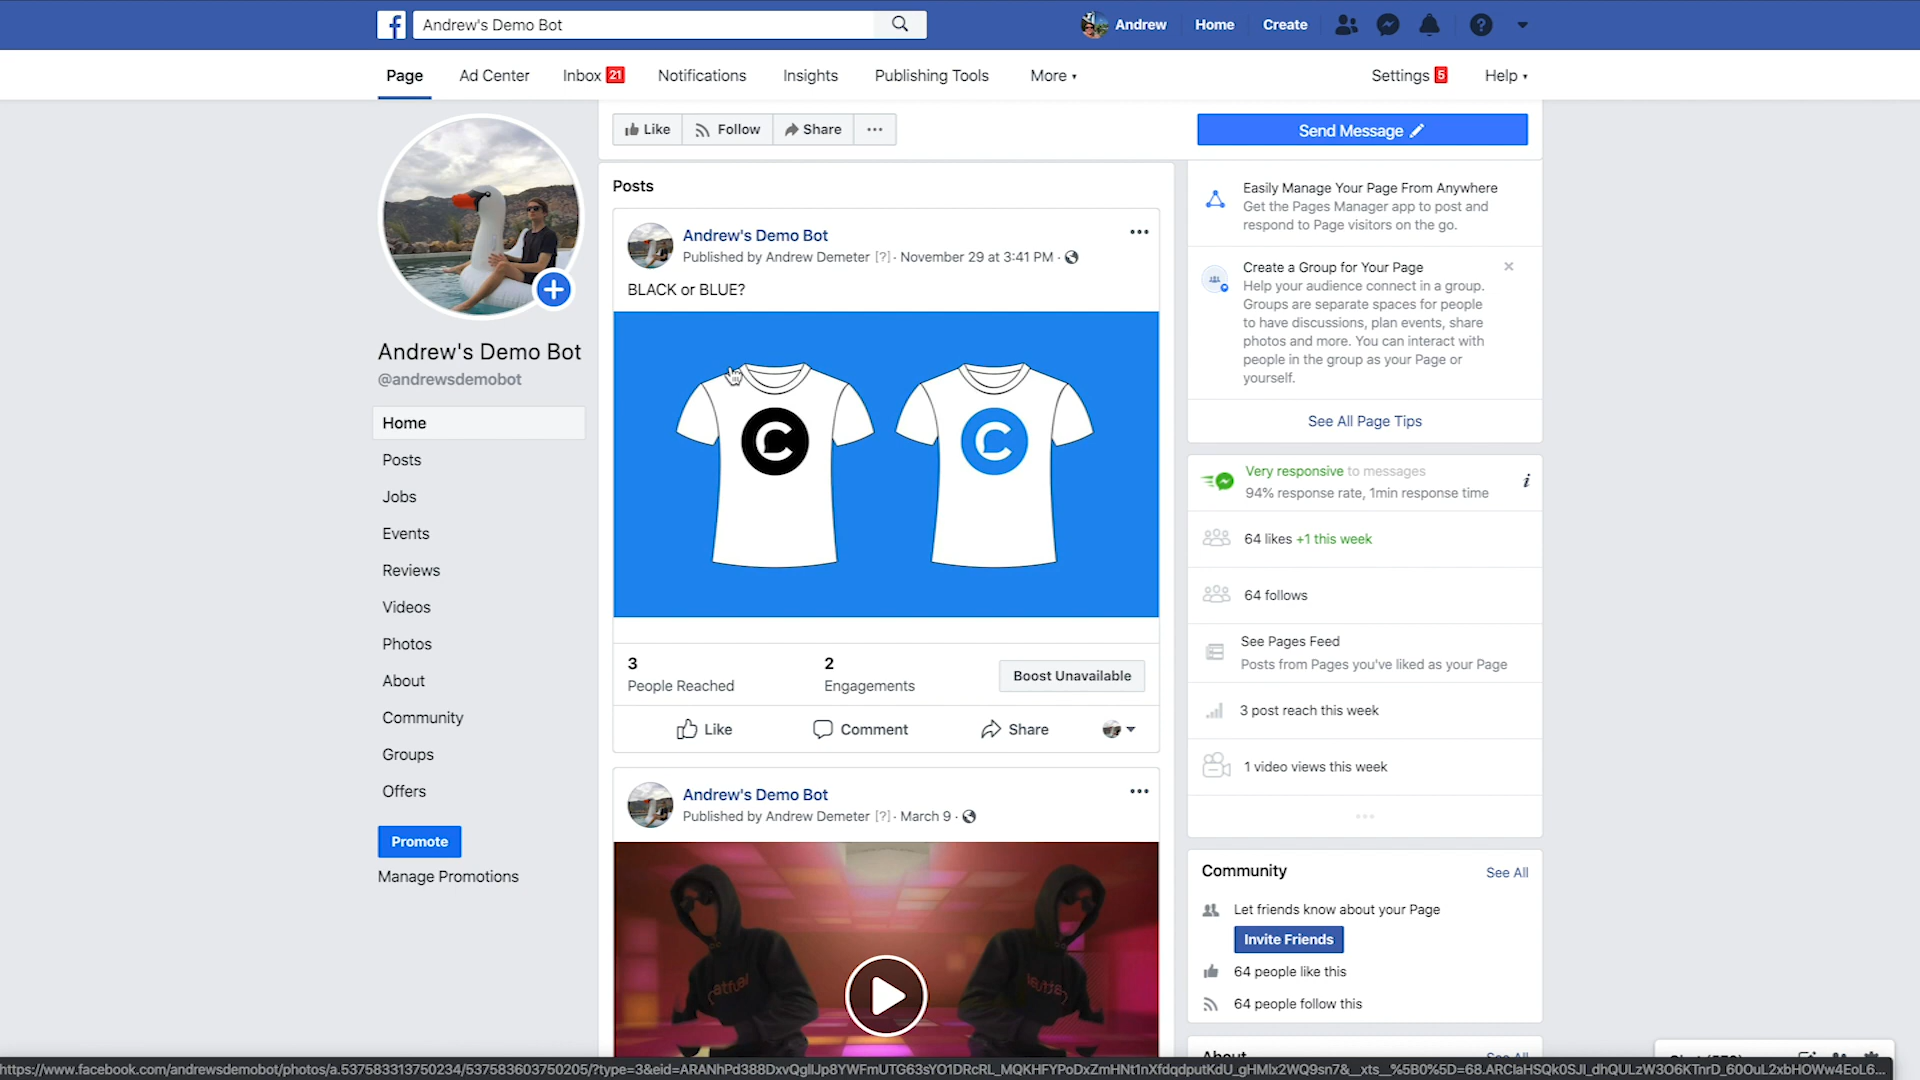 Andrew's Demo Bot
Andrew
Home
Create
Page
Ad Center
Inbox 21
Notifications
Insights
Publishing Tools
More
Settings 5
Help
Like
Follow
Share
Send Message
Andrew's Demo Bot
@andrewsdemobot
Home
Posts
Jobs
Events
Reviews
Videos
Photos
About
Community
Groups
Offers
Promote
Manage Promotions
Posts
Andrew's Demo Bot
Published by Andrew Demeter [?] · November 29 at 3:41 PM ·
BLACK or BLUE?
3
People Reached
2
Engagements
Boost Unavailable
Like
Comment
Share
Andrew's Demo Bot
Published by Andrew Demeter [?] · March 9 ·
Easily Manage Your Page From Anywhere
Get the Pages Manager app to post and
respond to Page visitors on the go.
Create a Group for Your Page
Help your audience connect in a group.
Groups are separate spaces for people
to have discussions, plan events, share
photos and more. You can interact with
people in the group as your Page or
yourself.
See All Page Tips
Very responsive to messages
94% response rate, 1min response time
64 likes +1 this week
64 follows
See Pages Feed
Posts from Pages you've liked as your Page
3 post reach this week
1 video views this week
Community
See All
Let friends know about your Page
Invite Friends
64 people like this
64 people follow this
About
See All